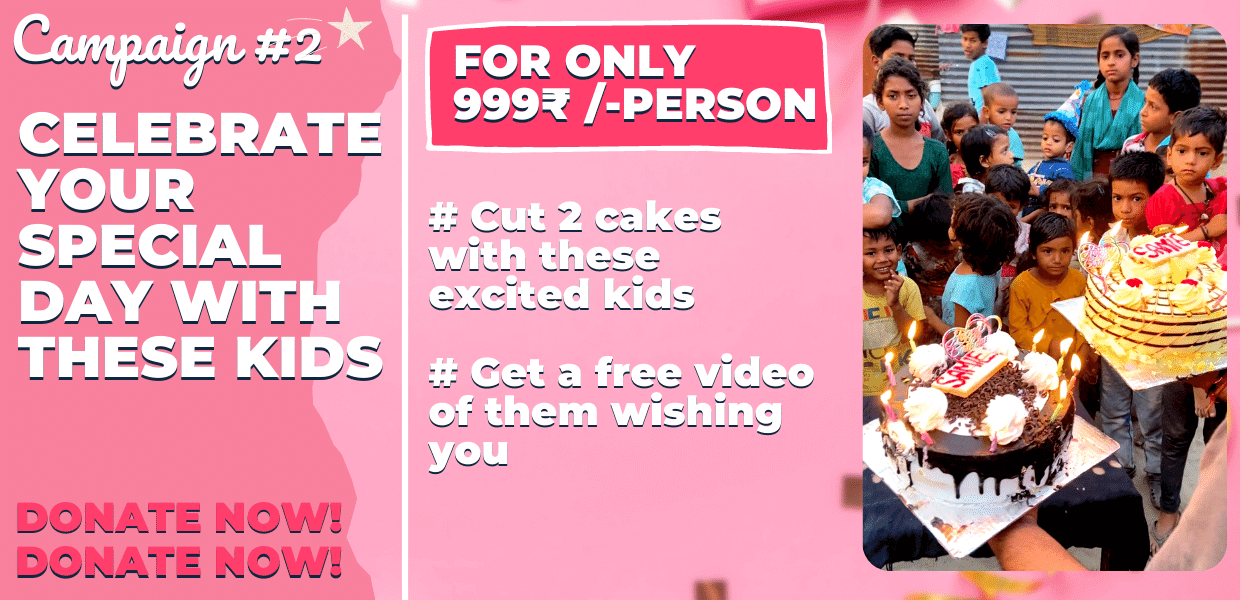 Campaign #2
CELEBRATE
YOUR
SPECIAL
DAY WITH
THESE KIDS
DONATE NOW!
DONATE NOW!
FOR ONLY
999₹ /-PERSON
# Cut 2 cakes
with these
excited kids
# Get a free video
of them wishing
you